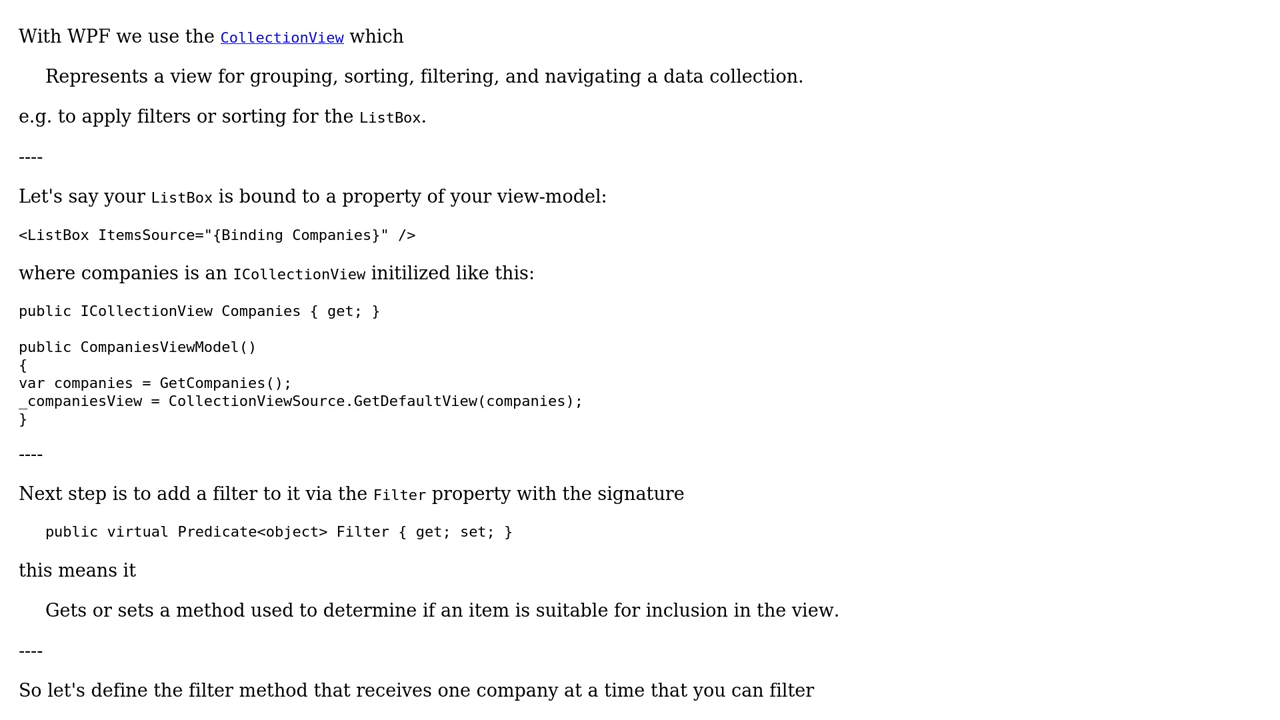 With WPF we use the CollectionView which
Represents a view for grouping, sorting, filtering, and navigating a data collection.
e.g. to apply filters or sorting for the ListBox.
----
Let's say your ListBox is bound to a property of your view-model:
<ListBox ItemsSource="{Binding Companies}" />
where companies is an ICollectionView initilized like this:
public ICollectionView Companies { get; }
public CompaniesViewModel()
{
var companies = GetCompanies();
_companiesView = CollectionViewSource.GetDefaultView(companies);
}
----
Next step is to add a filter to it via the Filter property with the signature
public virtual Predicate<object> Filter { get; set; }
this means it
Gets or sets a method used to determine if an item is suitable for inclusion in the view.
----
So let's define the filter method that receives one company at a time that you can filter